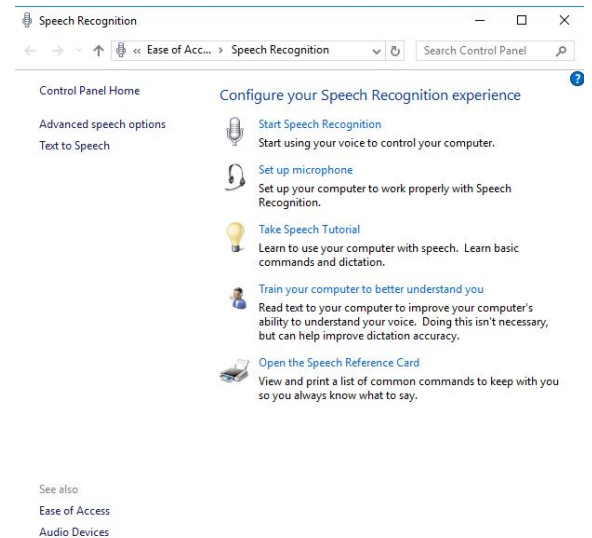 Speech Recognition
« Ease of Acc... › Speech Recognition
Search Control Panel
?
Control Panel Home
Advanced speech options
Text to Speech
Configure your Speech Recognition experience
Start Speech Recognition
Start using your voice to control your computer.
Set up microphone
Set up your computer to work properly with Speech
Recognition.
Take Speech Tutorial
Learn to use your computer with speech. Learn basic
commands and dictation.
Train your computer to better understand you
Read text to your computer to improve your computer's
ability to understand your voice. Doing this isn't necessary,
but can help improve dictation accuracy.
Open the Speech Reference Card
View and print a list of common commands to keep with you
so you always know what to say.
See also
Ease of Access
Audio Devices